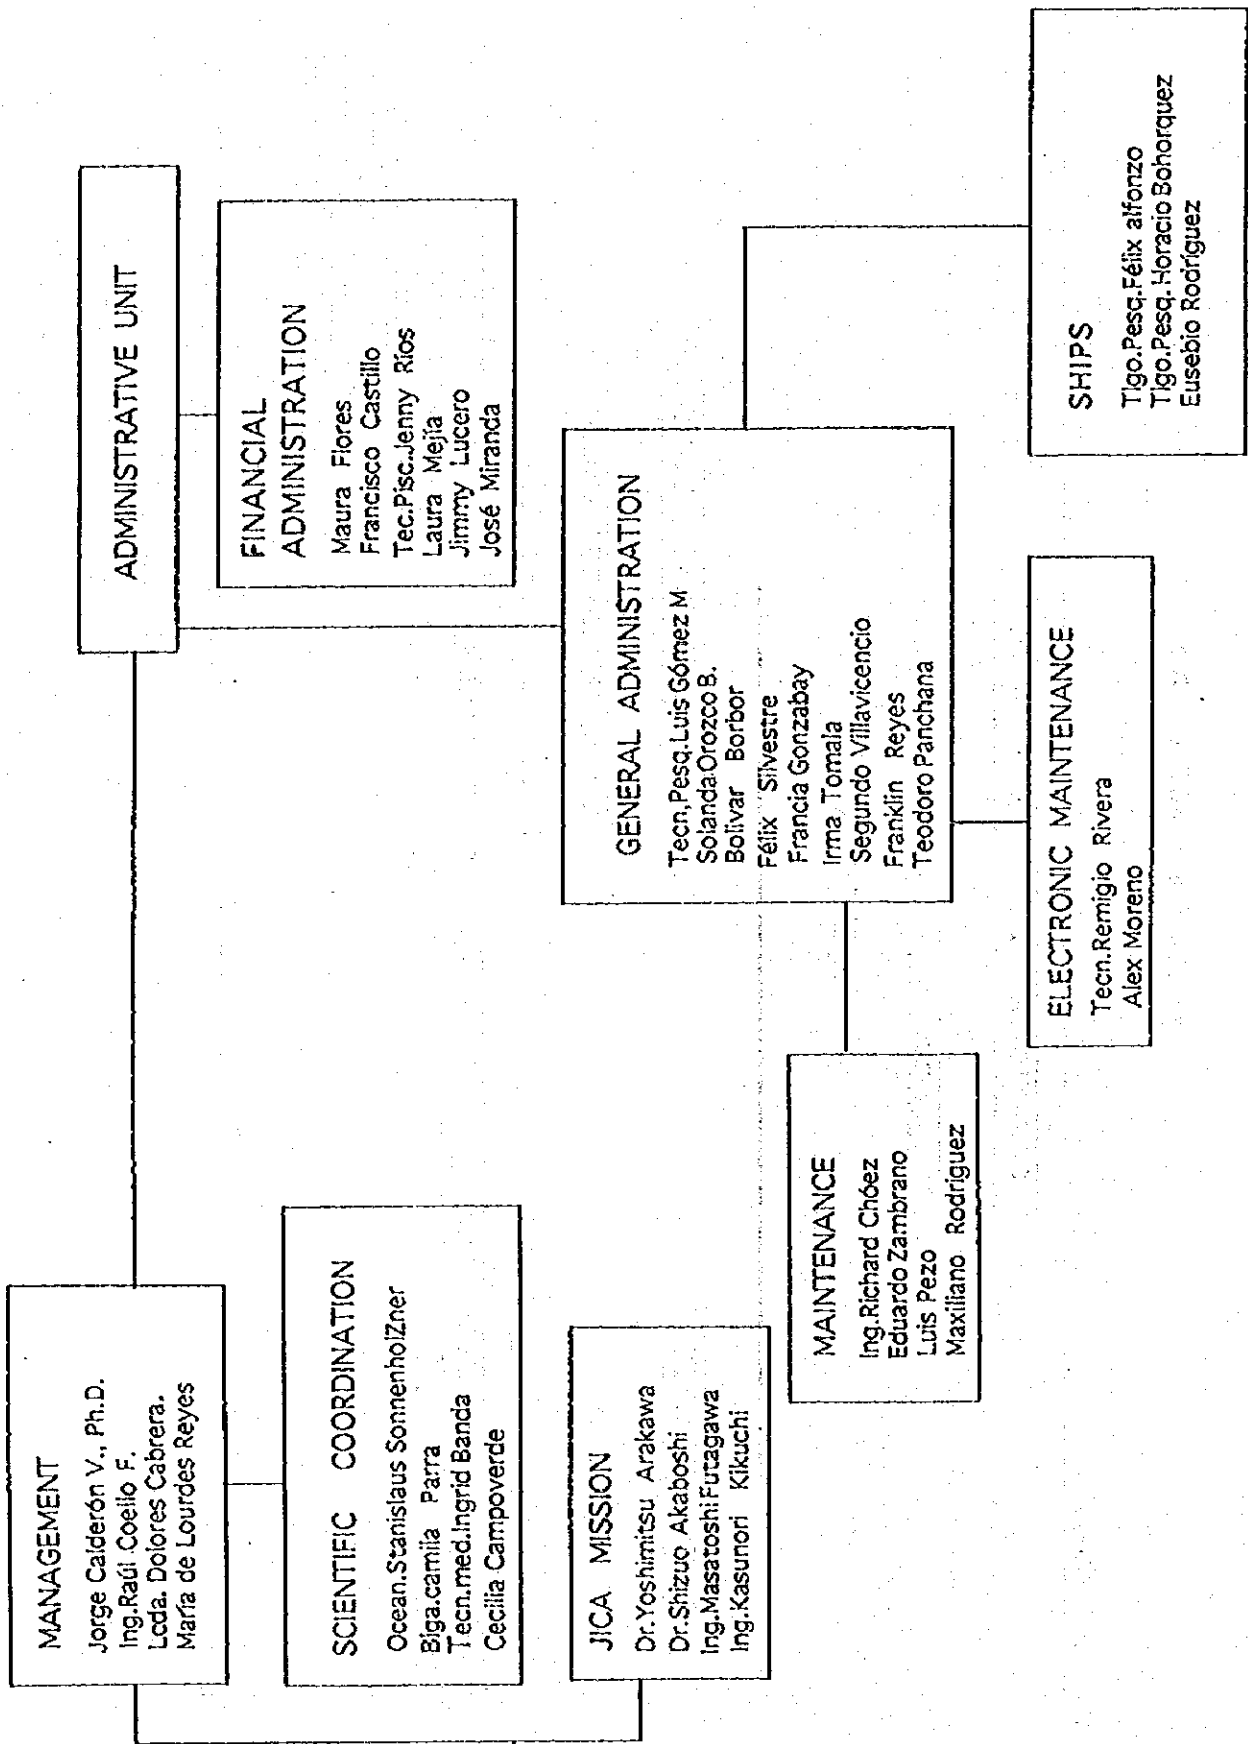 MANAGEMENT
Jorge Calderón V., Ph.D.
Ing.Raúl Coello F.
Lcda. Dolores Cabrera.
María de Lourdes Reyes
ADMINISTRATIVE UNIT
SCIENTIFIC COORDINATION
Ocean.Stanislaus SonnenholZner
Blga.camila Parra
Tecn.med.Ingrid Banda
Cecilia Campoverde
FINANCIAL
ADMINISTRATION
Maura Flores
Francisco Castillo
Tec.Pisc.Jenny Ríos
Laura Mejía
Jimmy Lucero
José Miranda
JICA MISSION
Dr.Yoshimitsu Arakawa
Dr.Shizuo Akaboshi
Ing.Masatoshi Futagawa
Ing.Kasunori Kikuchi
GENERAL ADMINISTRATION
Tecn,Pesq.Luis Gómez M
Solanda Orozco B.
Bolivar Borbor
Félix Silvestre
Francia Gonzabay
Irma Tomala
Segundo Villavicencio
Franklin Reyes
Teodoro Panchana
MAINTENANCE
Ing.Richard Chóez
Eduardo Zambrano
Luis Pezo
Maxiliano Rodríguez
ELECTRONIC MAINTENANCE
Tecn.Remigio Rivera
Alex Moreno
SHIPS
Tlgo.Pesq.Félix alfonzo
Tlgo.Pesq.Horacio Bohorquez
Eusebio Rodríguez